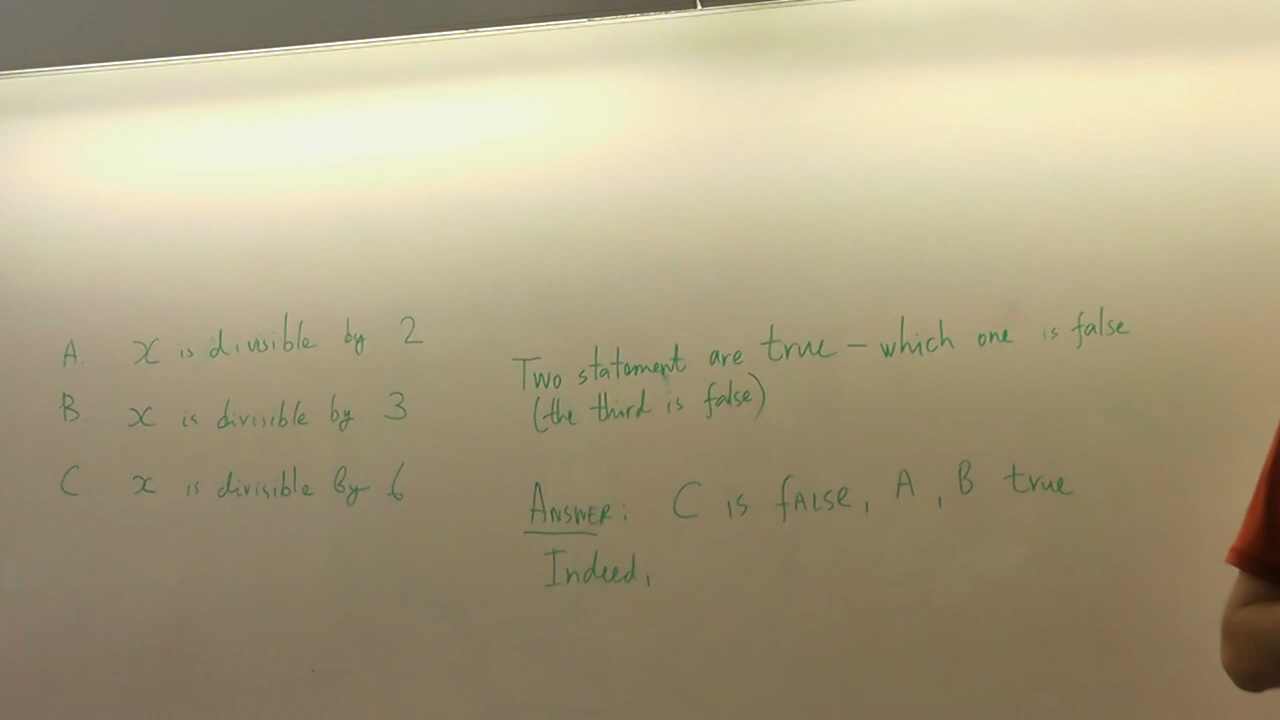 A. x is divisible by 2
B x is divisible by 3
C. x is divisible by 6
Two statement are true – which one is false
(the third is false)
ANSWER: C is fALSE, A, B true
Indeed,